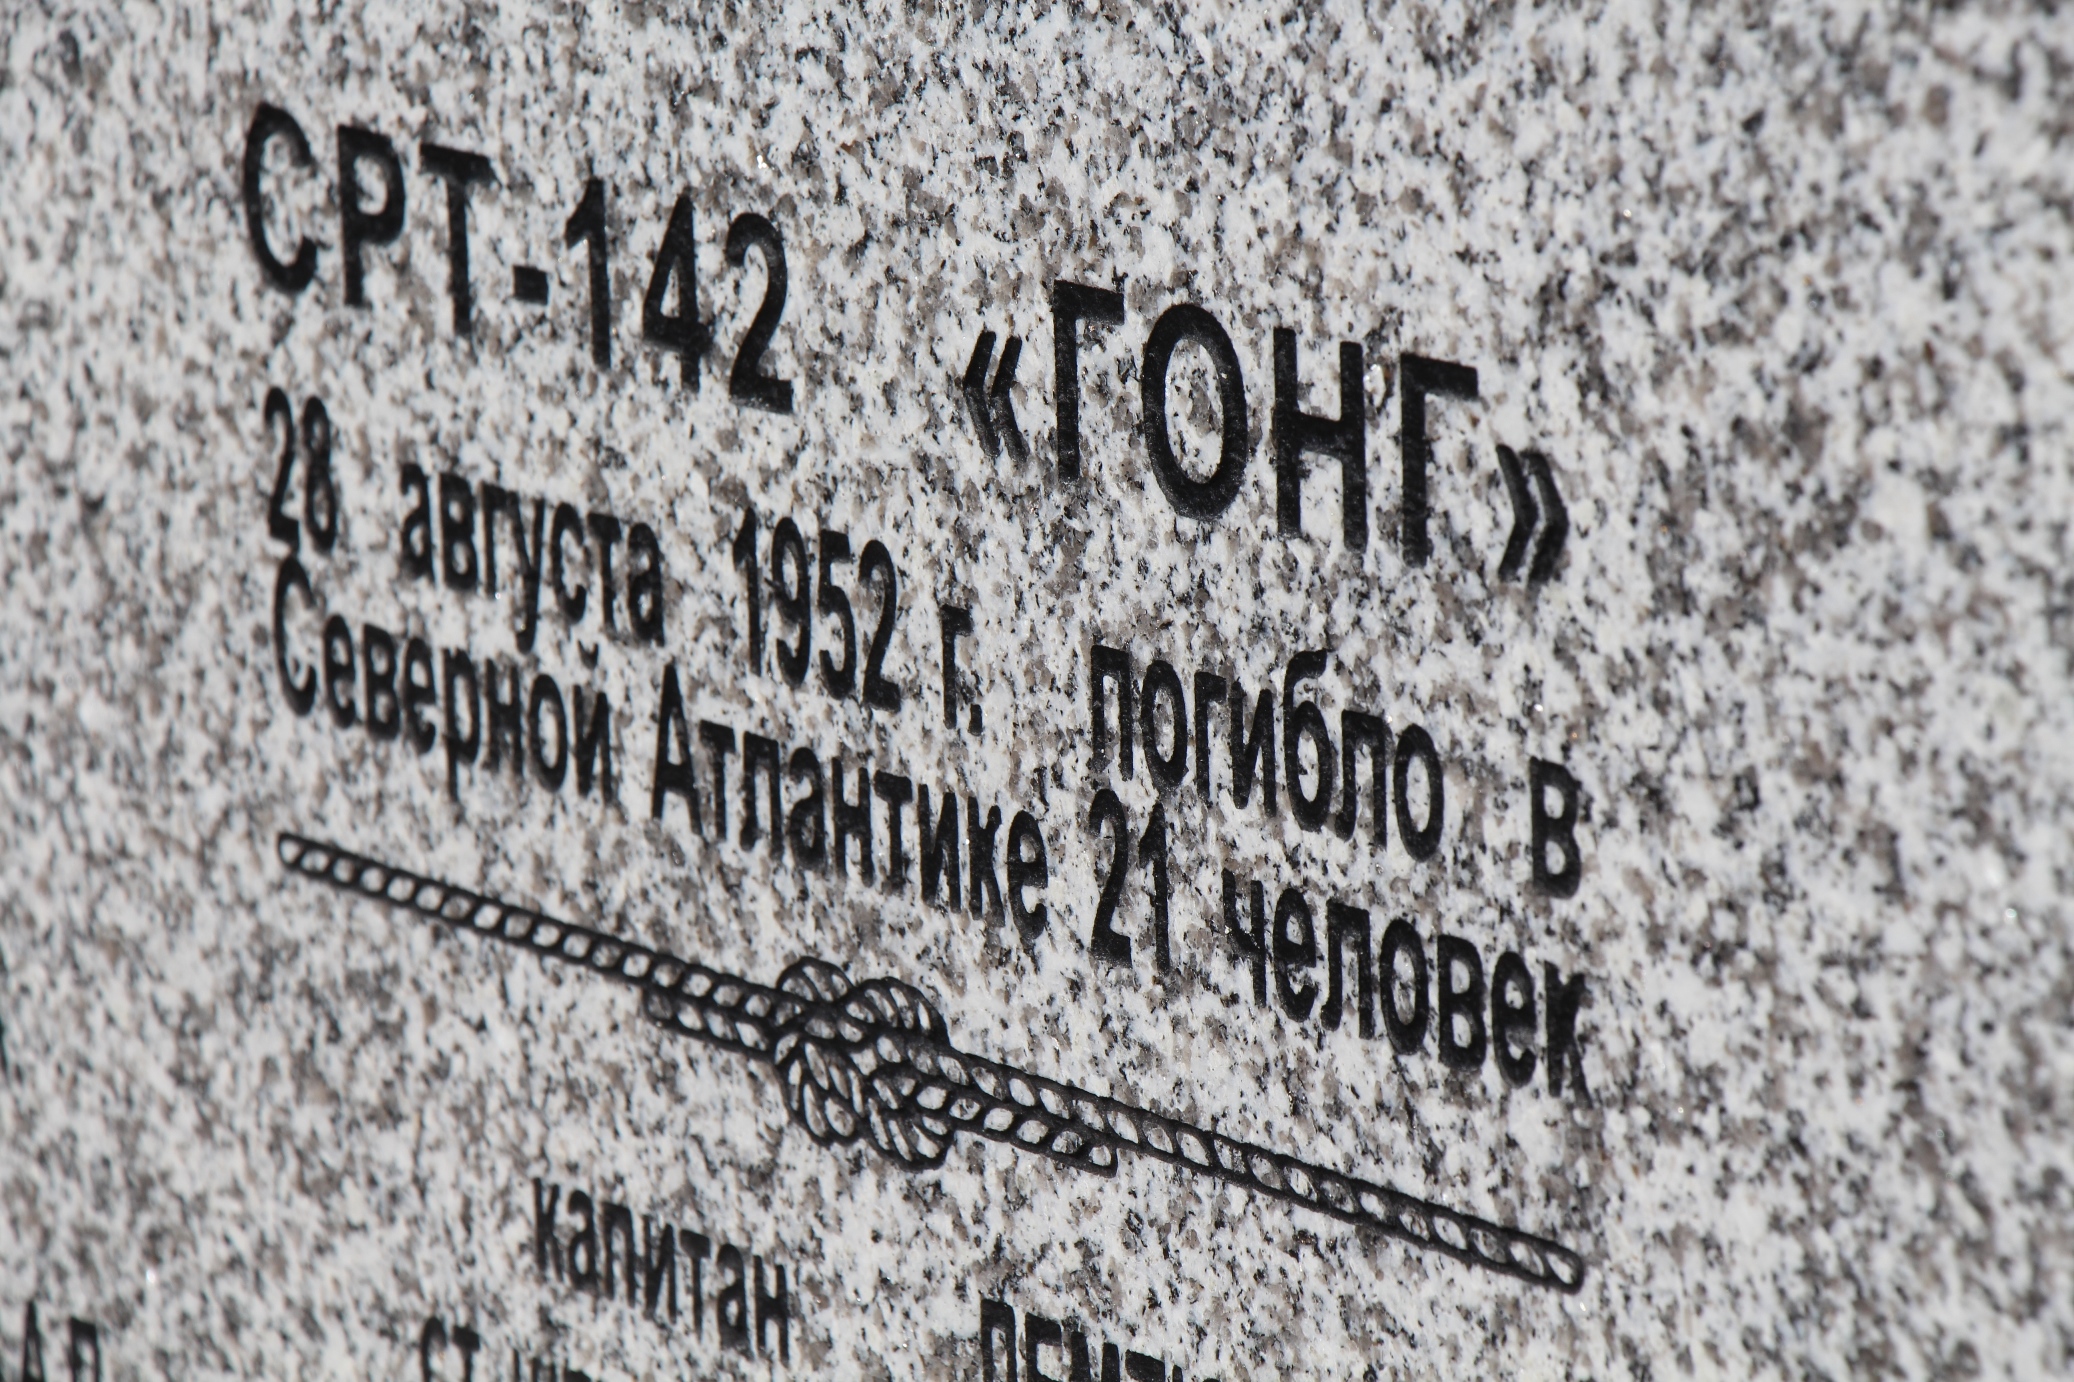 СРТ-142 «ГОНГ»
28 августа 1952 г. погибло в
Северной Атлантике 21 человек
капитан